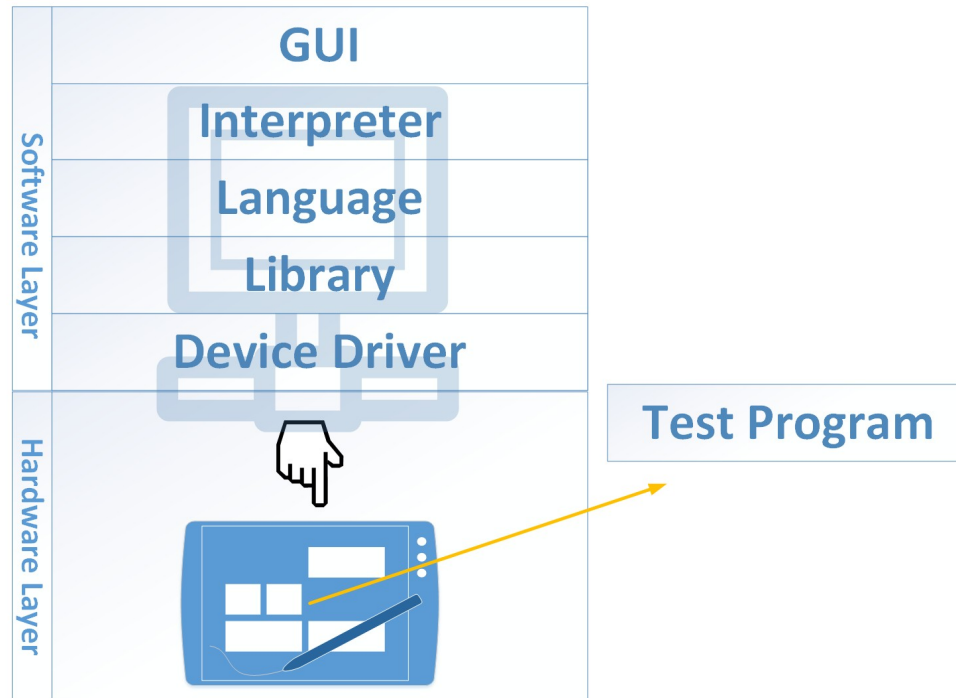 GUI
Interpreter
Language
Library
Device Driver
Software Layer
Hardware Layer
Test Program